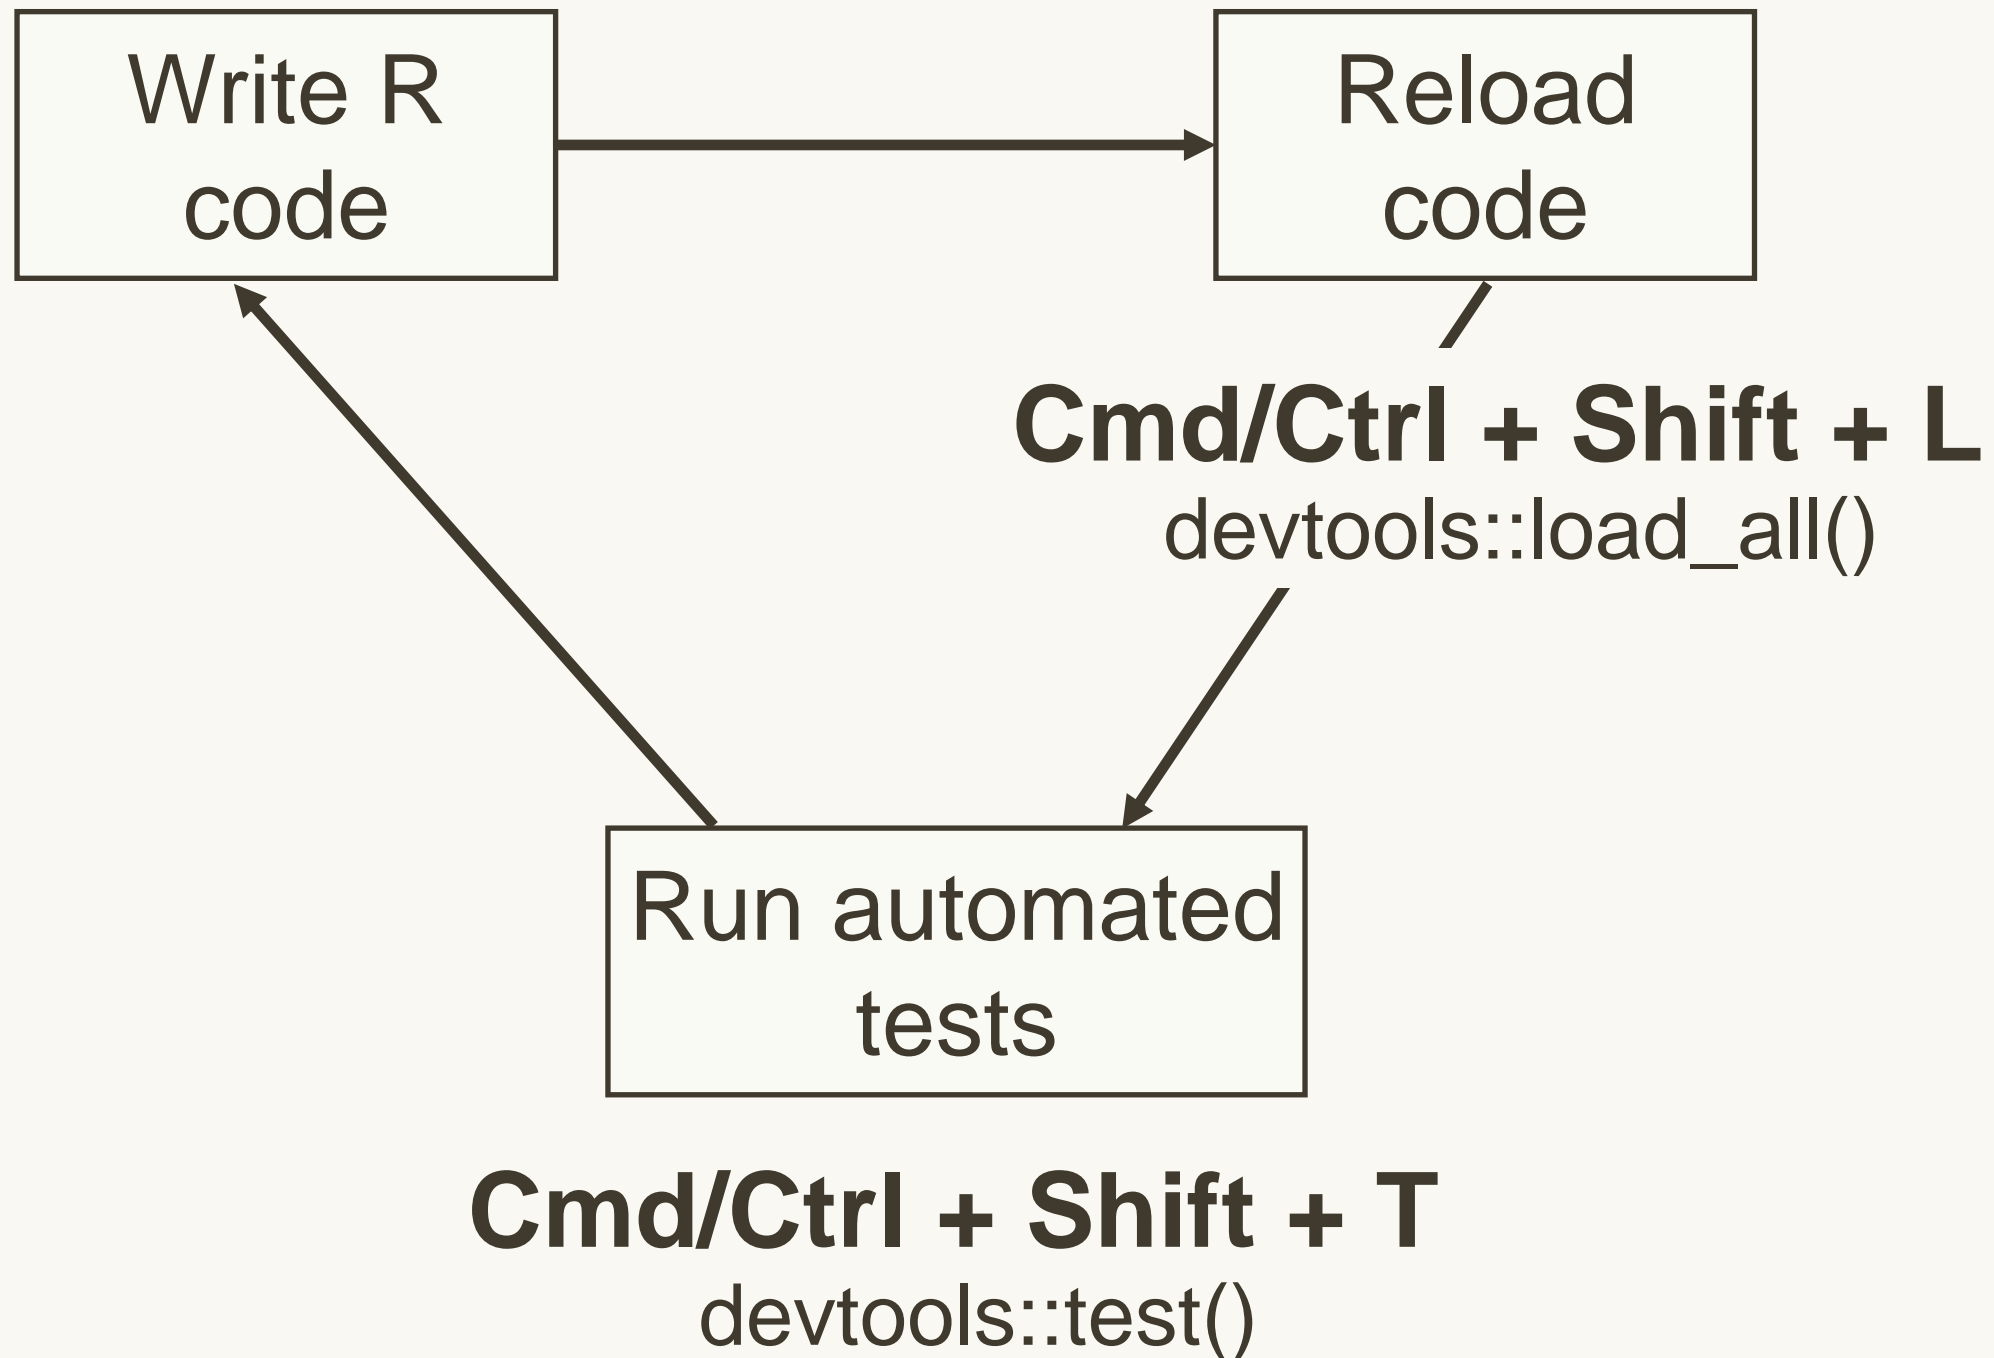 Write R
code
Reload
code
Cmd/Ctrl + Shift + L
devtools::load_all()
Run automated
tests
Cmd/Ctrl + Shift + T
devtools::test()